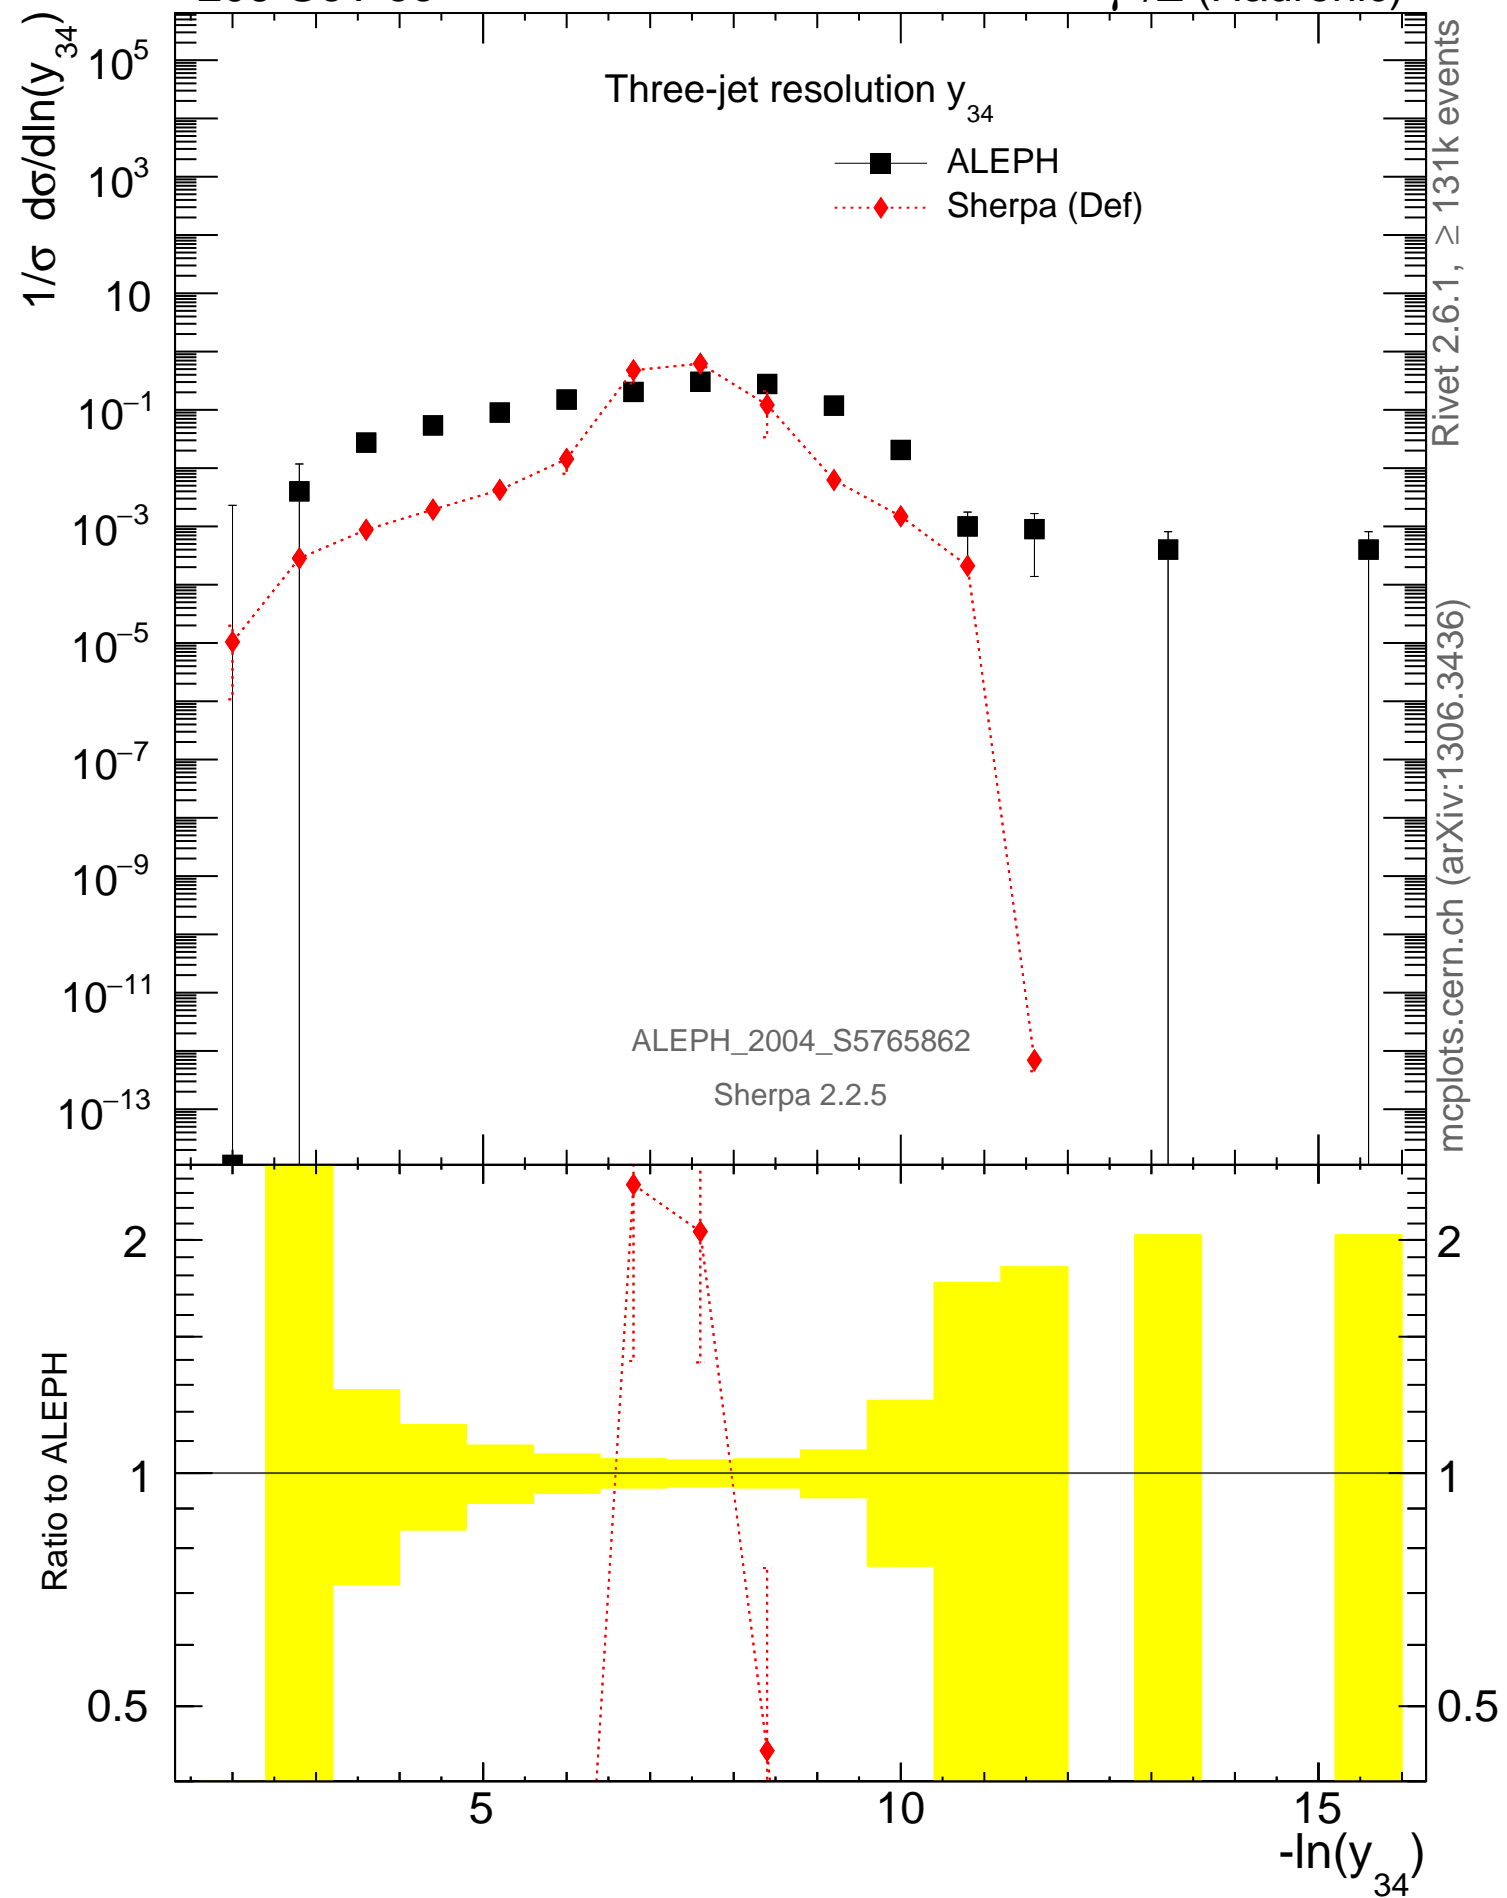 1/σ dσ/dln(y34)
Three-jet resolution y34
ALEPH
Sherpa (Def)
10^5
10^3
10
10^−1
10^−3
10^−5
10^−7
10^−9
10^−11
10^−13
ALEPH_2004_S5765862
Sherpa 2.2.5
Rivet 2.6.1, ≥ 131k events
mcplots.cern.ch (arXiv:1306.3436)
Ratio to ALEPH
2
1
0.5
2
1
0.5
5
10
15
-ln(y34)